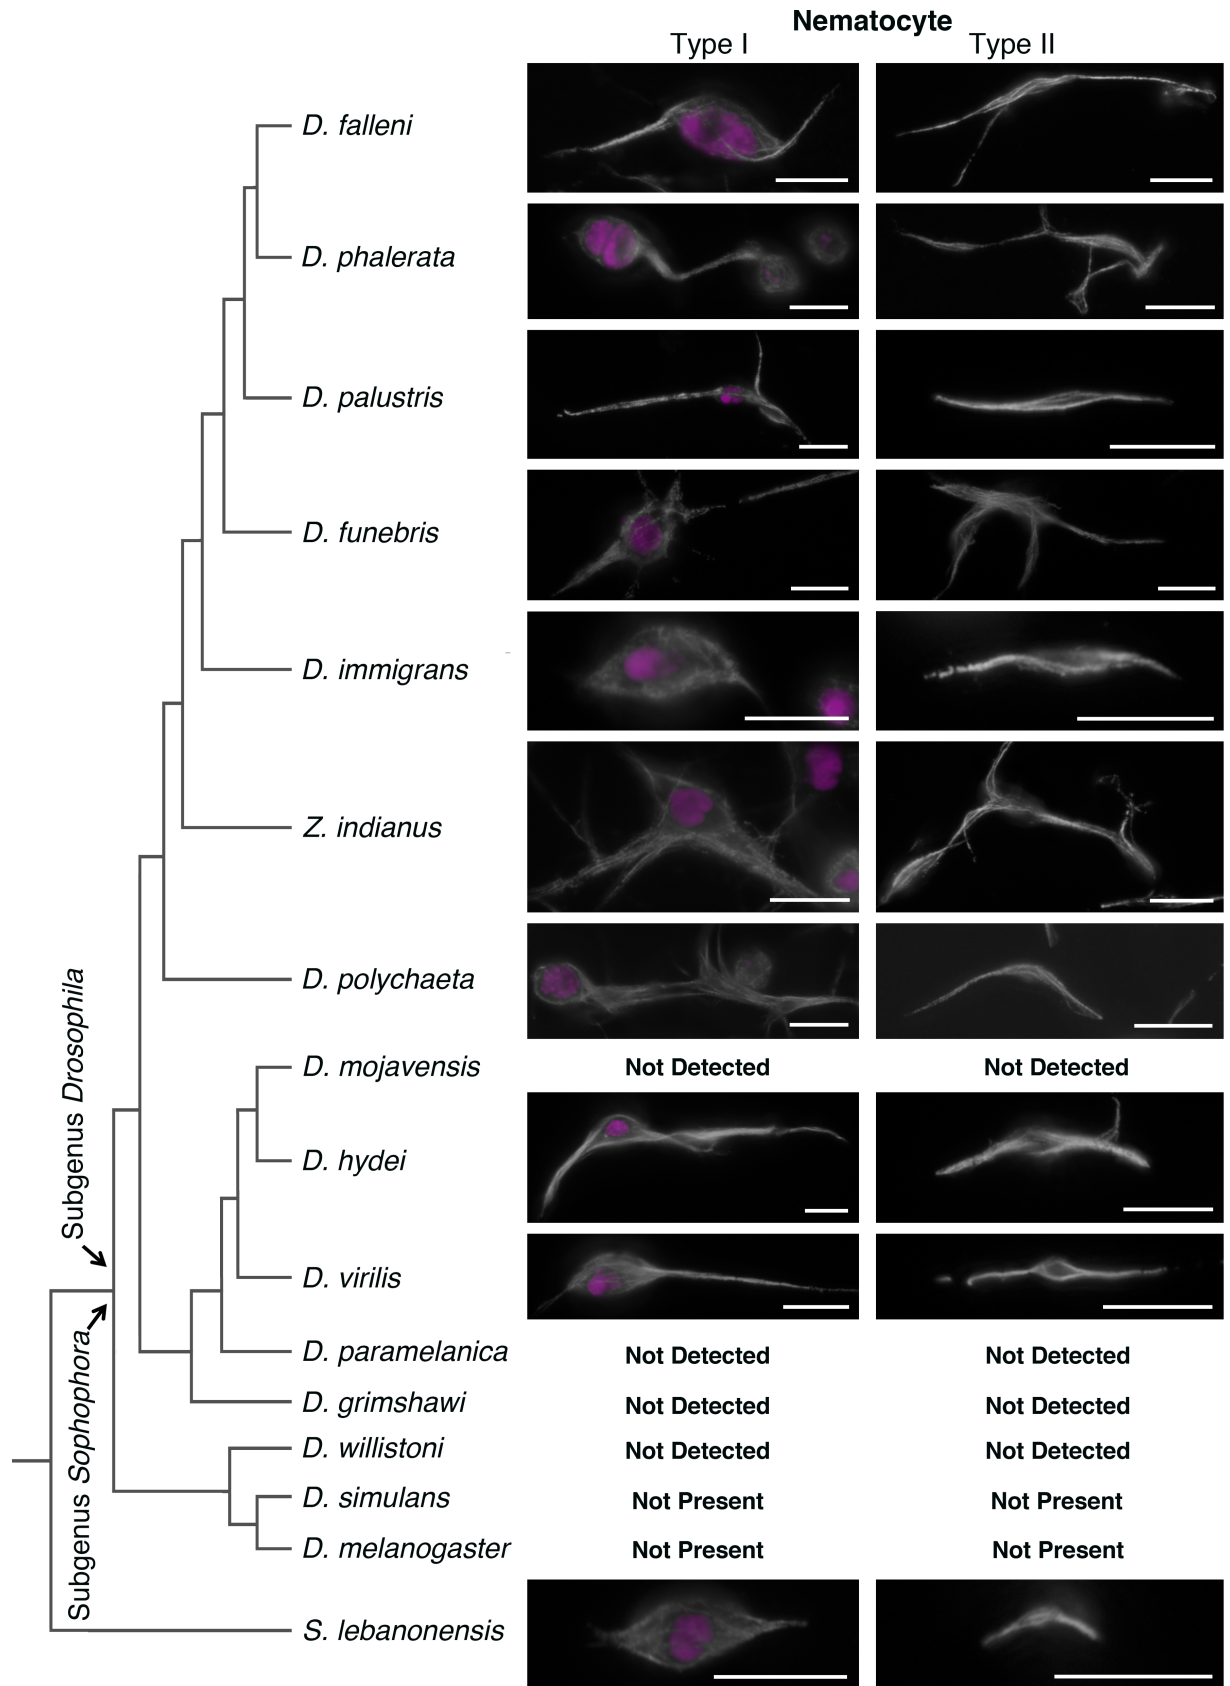 Nematocyte
Type I
Type II
D. falleni
D. phalerata
D. palustris
D. funebris
D. immigrans
Z. indianus
D. polychaeta
D. mojavensis
Not Detected
Not Detected
D. hydei
D. virilis
D. paramelanica
Not Detected
Not Detected
D. grimshawi
Not Detected
Not Detected
D. willistoni
Not Detected
Not Detected
D. simulans
Not Present
Not Present
D. melanogaster
Not Present
Not Present
S. lebanonensis
Subgenus Drosophila
Subgenus Sophophora